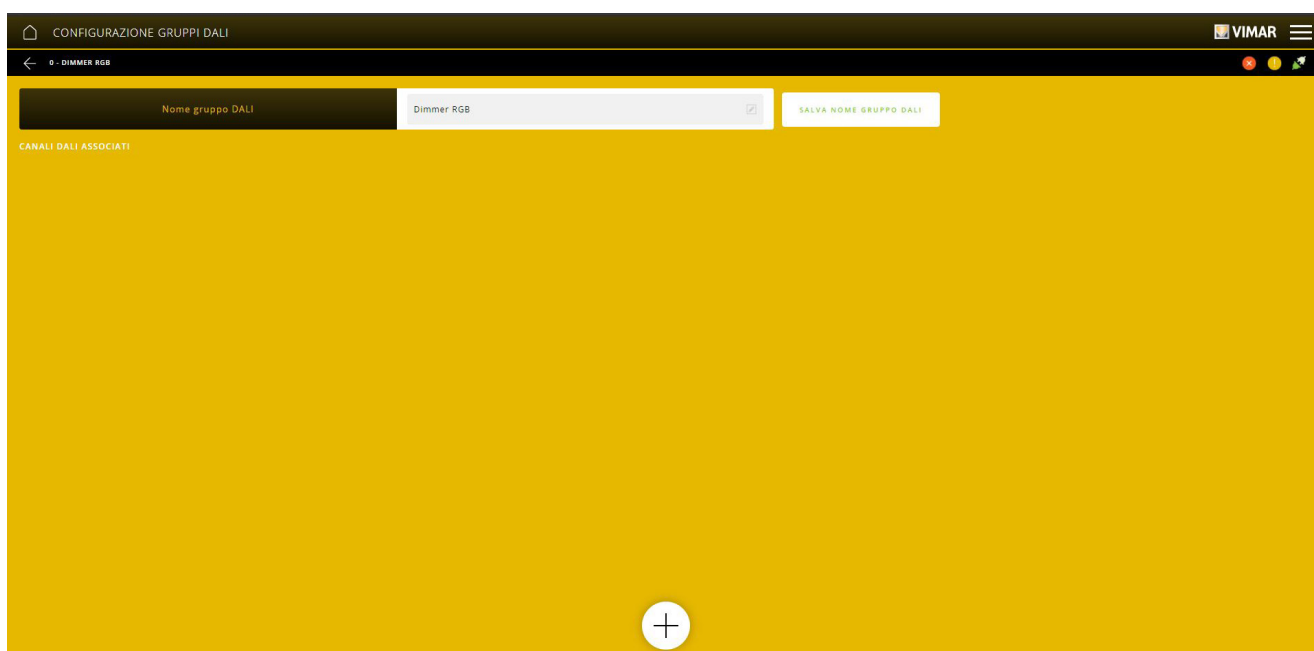 CONFIGURAZIONE GRUPPI DALI
VIMAR
0 - DIMMER RGB
Nome gruppo DALI
Dimmer RGB
SALVA NOME GRUPPO DALI
CANALI DALI ASSOCIATI